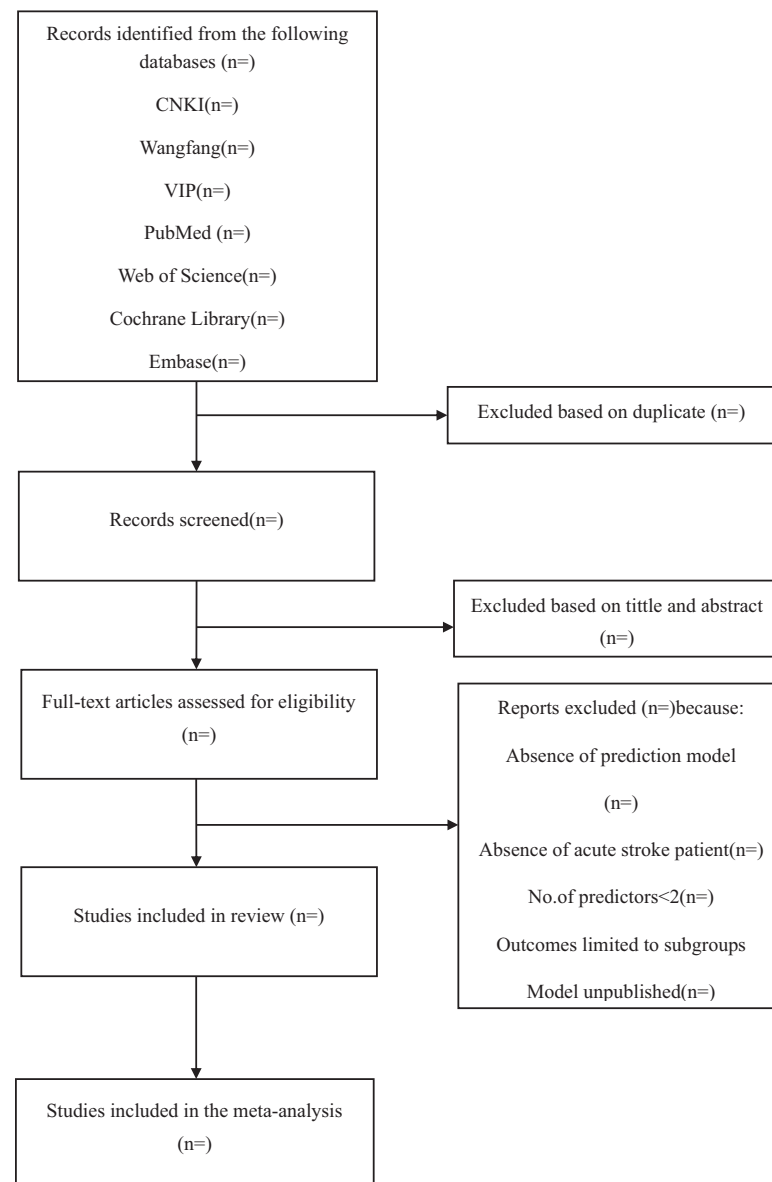 Records identified from the following
databases (n=)
CNKI(n=)
Wangfang(n=)
VIP(n=)
PubMed (n=)
Web of Science(n=)
Cochrane Library(n=)
Embase(n=)
Excluded based on duplicate (n=)
Records screened(n=)
Excluded based on tittle and abstract
(n=)
Full-text articles assessed for eligibility
(n=)
Reports excluded (n=)because:
Absence of prediction model
(n=)
Absence of acute stroke patient(n=)
No.of predictors<2(n=)
Outcomes limited to subgroups
Model unpublished(n=)
Studies included in review (n=)
Studies included in the meta-analysis
(n=)